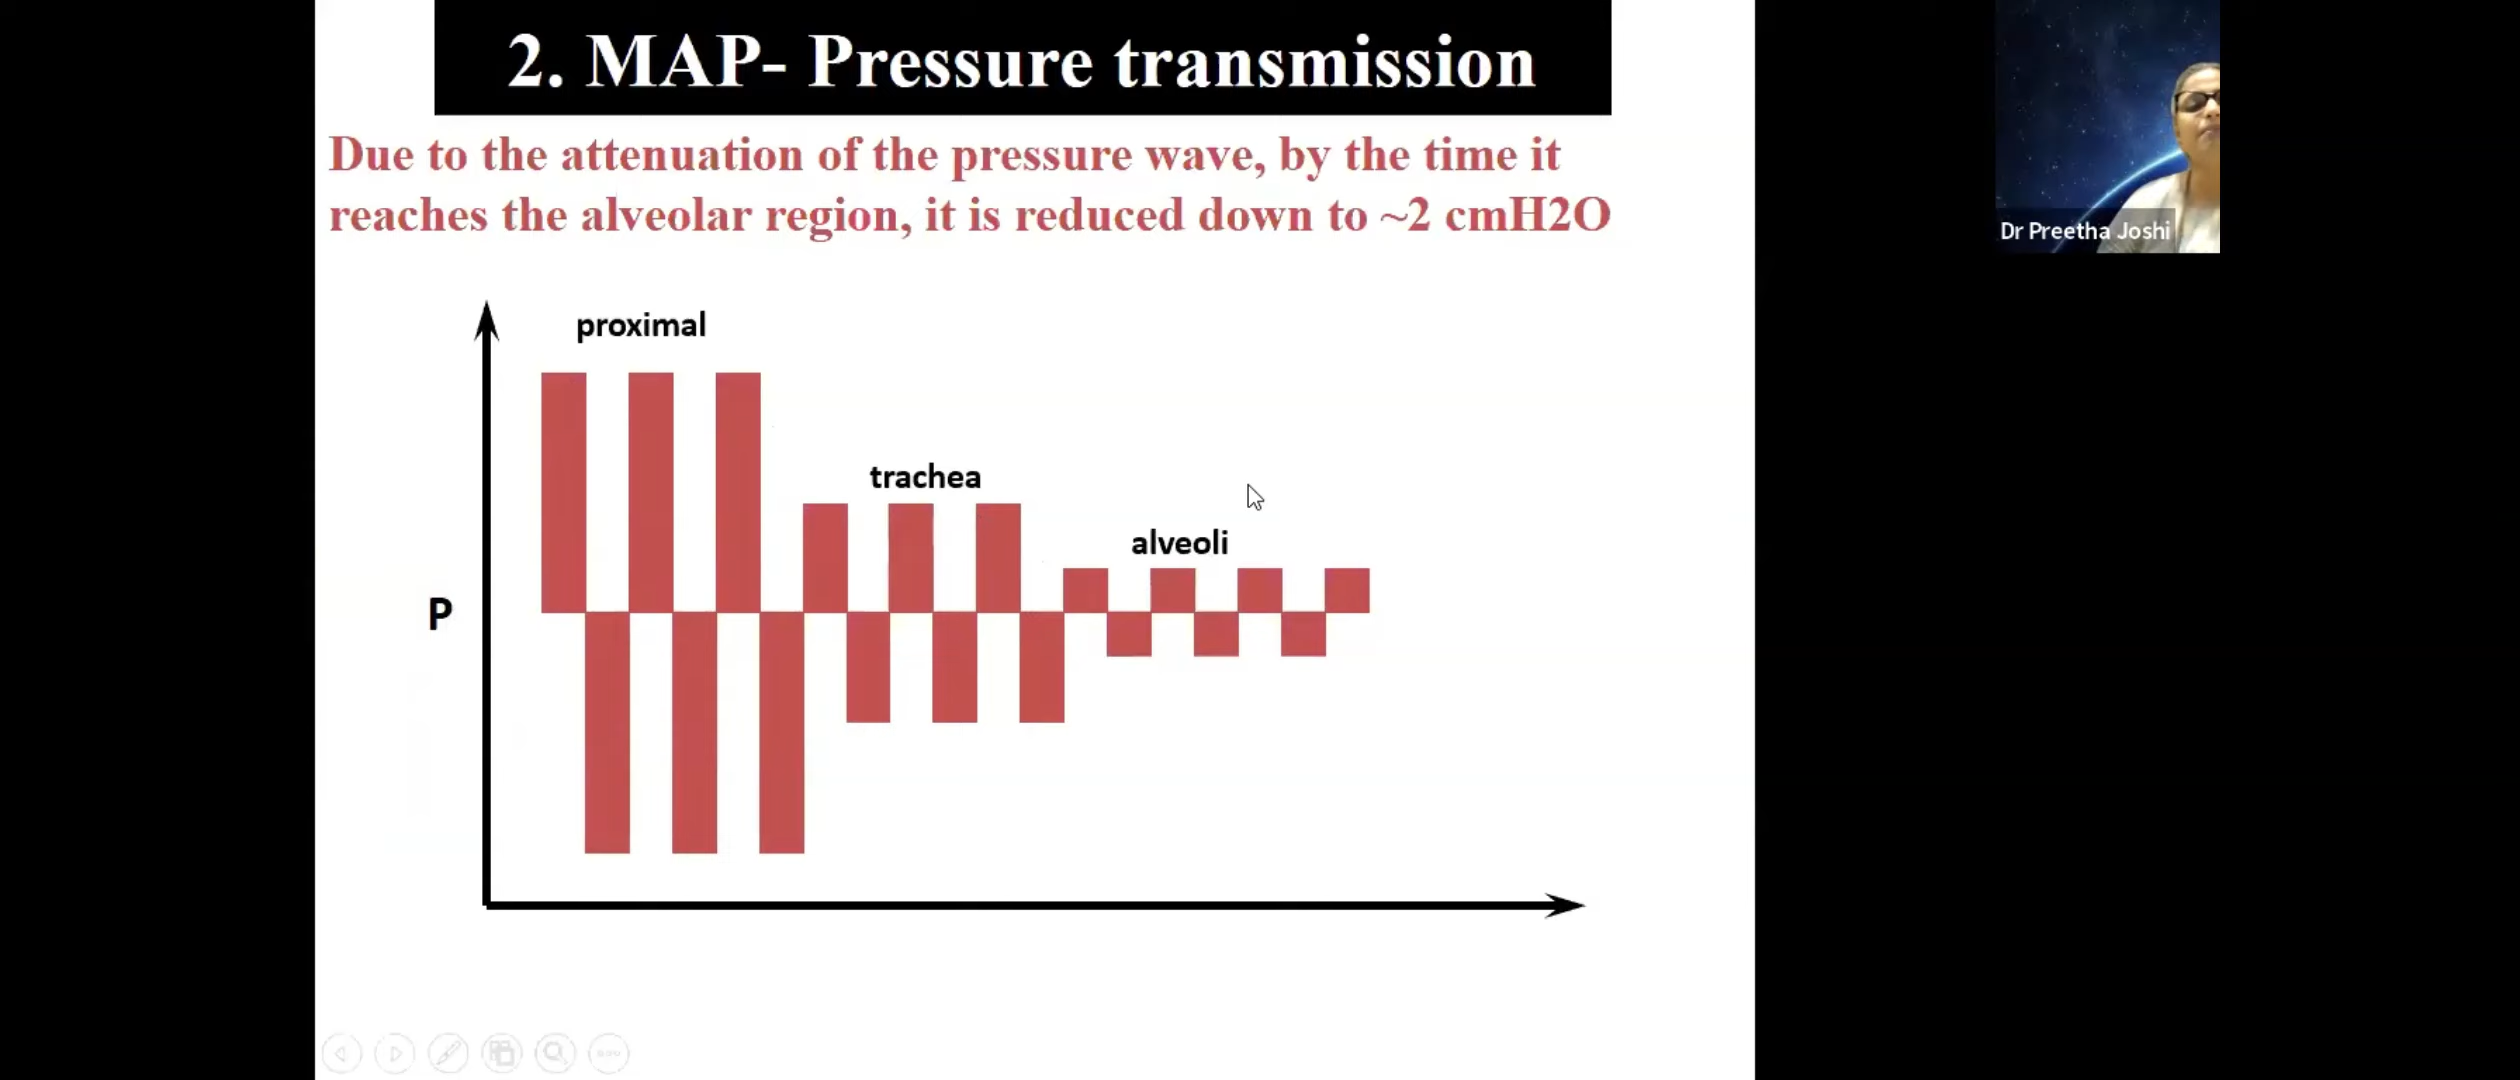 2. MAP- Pressure transmission
Due to the attenuation of the pressure wave, by the time it
reaches the alveolar region, it is reduced down to ~2 cmH2O
proximal
trachea
alveoli
P
Dr Preetha Joshi